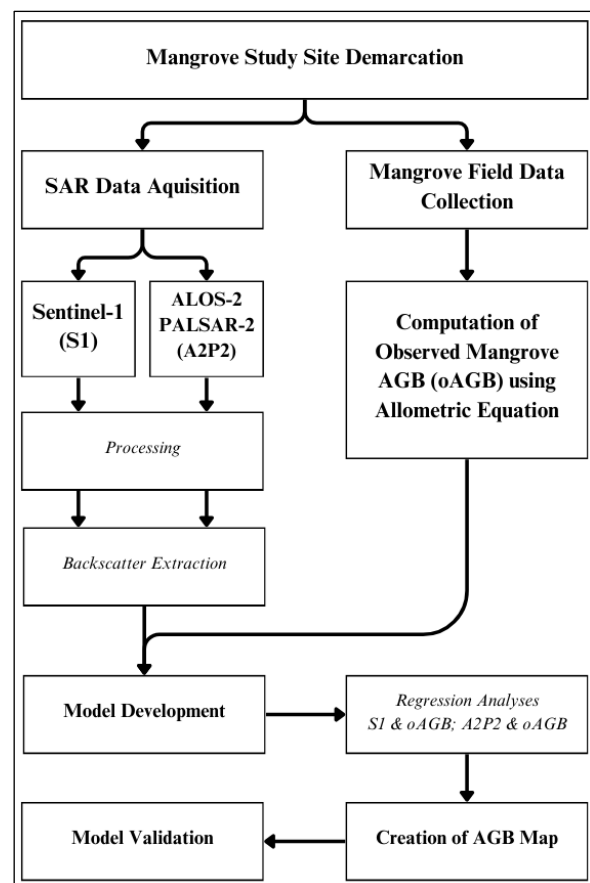 Mangrove Study Site Demarcation
SAR Data Aquisition
Mangrove Field Data
Collection
Sentinel-1
(S1)
ALOS-2
PALSAR-2
(A2P2)
Computation of
Observed Mangrove
AGB (oAGB) using
Allometric Equation
Processing
Backscatter Extraction
Model Development
Regression Analyses
S1 & oAGB; A2P2 & oAGB
Model Validation
Creation of AGB Map